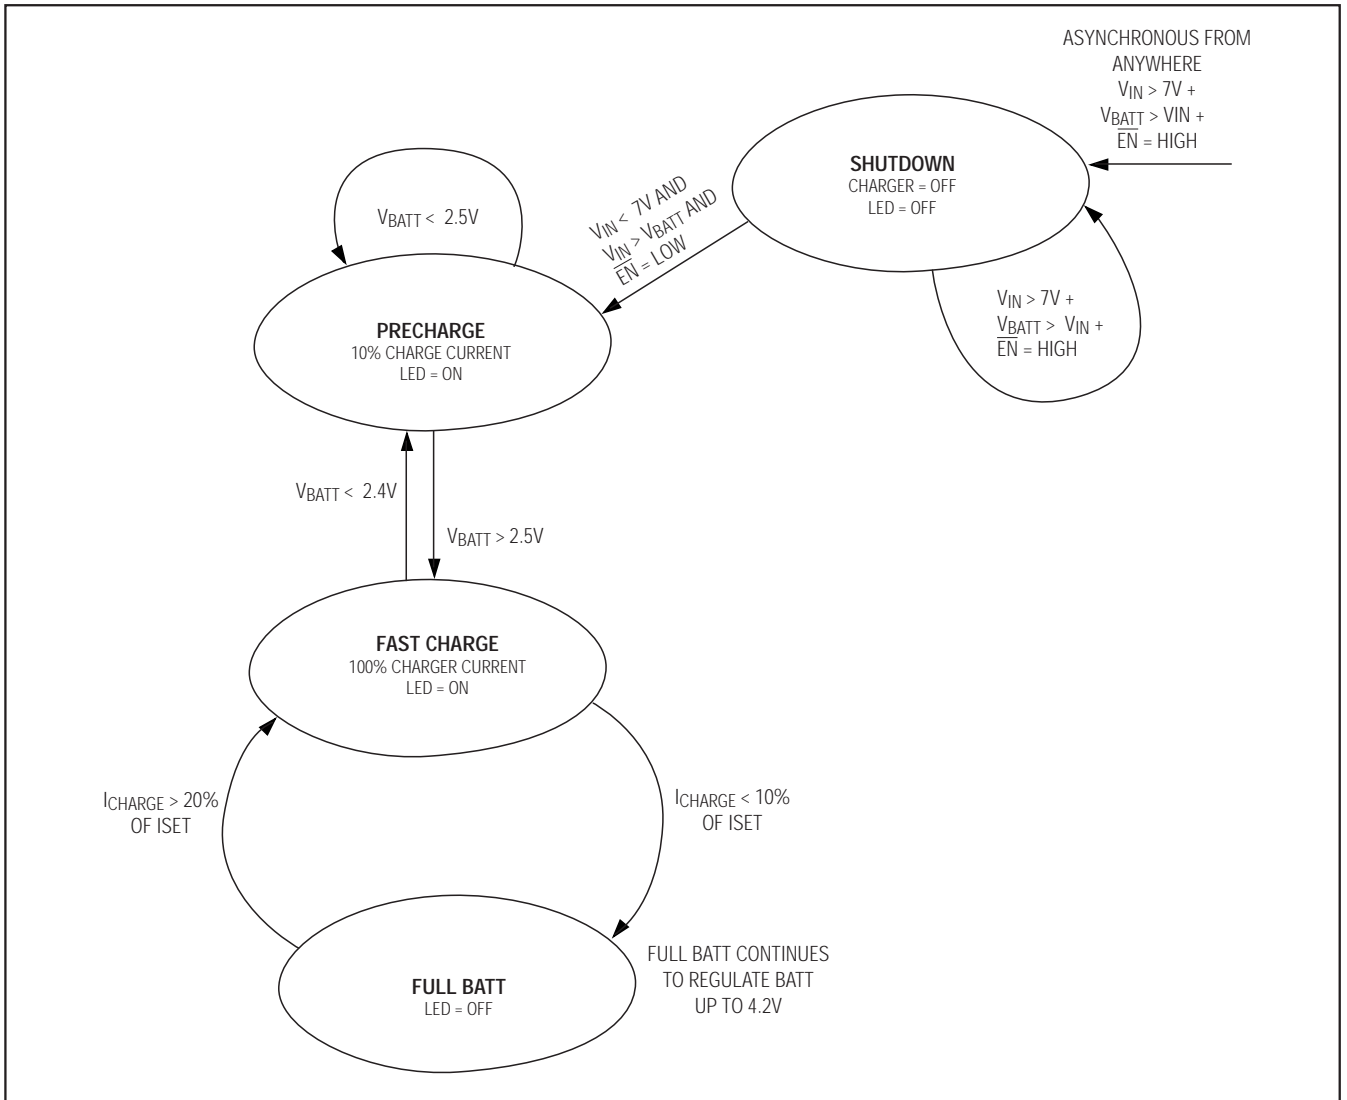 ASYNCHRONOUS FROM
ANYWHERE
VIN > 7V +
VBATT > VIN +
EN = HIGH
SHUTDOWN
CHARGER = OFF
LED = OFF
VIN < 7V AND
VIN > VBATT AND
EN = LOW
VBATT < 2.5V
VIN > 7V +
VBATT > VIN +
EN = HIGH
PRECHARGE
10% CHARGE CURRENT
LED = ON
VBATT < 2.4V
VBATT > 2.5V
FAST CHARGE
100% CHARGER CURRENT
LED = ON
ICHARGE > 20%
OF ISET
ICHARGE < 10%
OF ISET
FULL BATT
LED = OFF
FULL BATT CONTINUES
TO REGULATE BATT
UP TO 4.2V